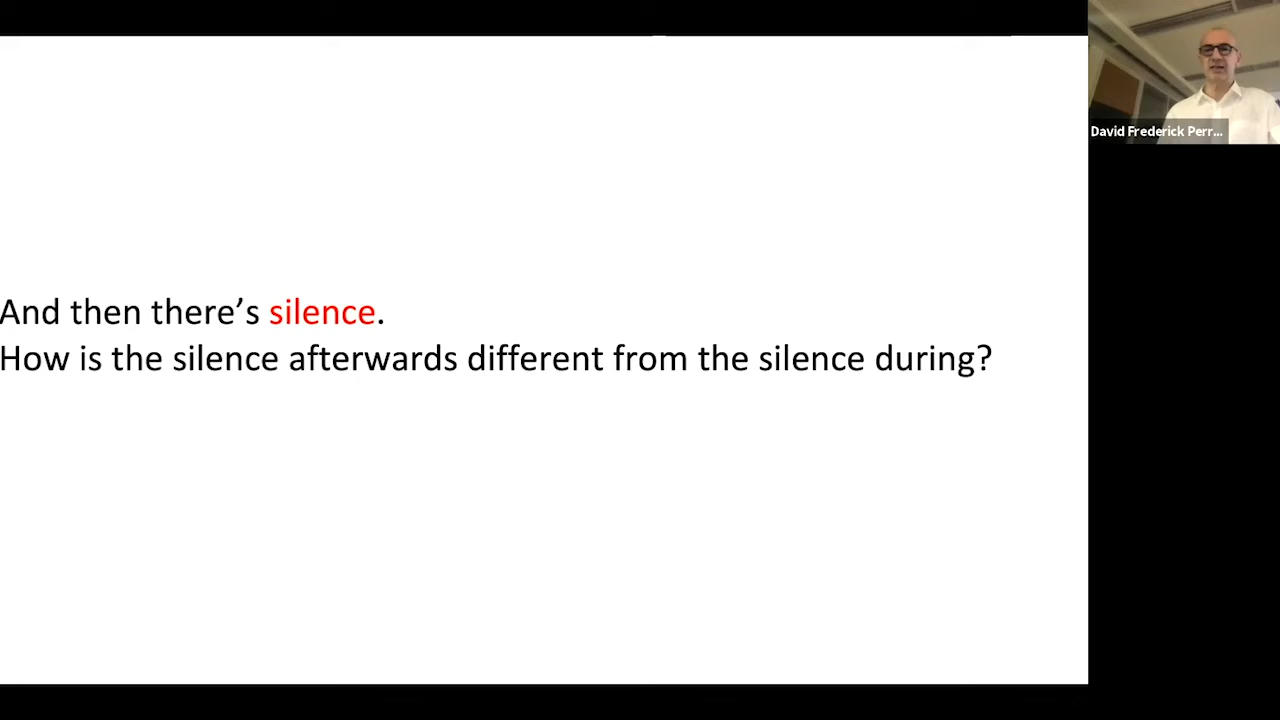 David Frederick Perr...
And then there’s silence.
How is the silence afterwards different from the silence during?